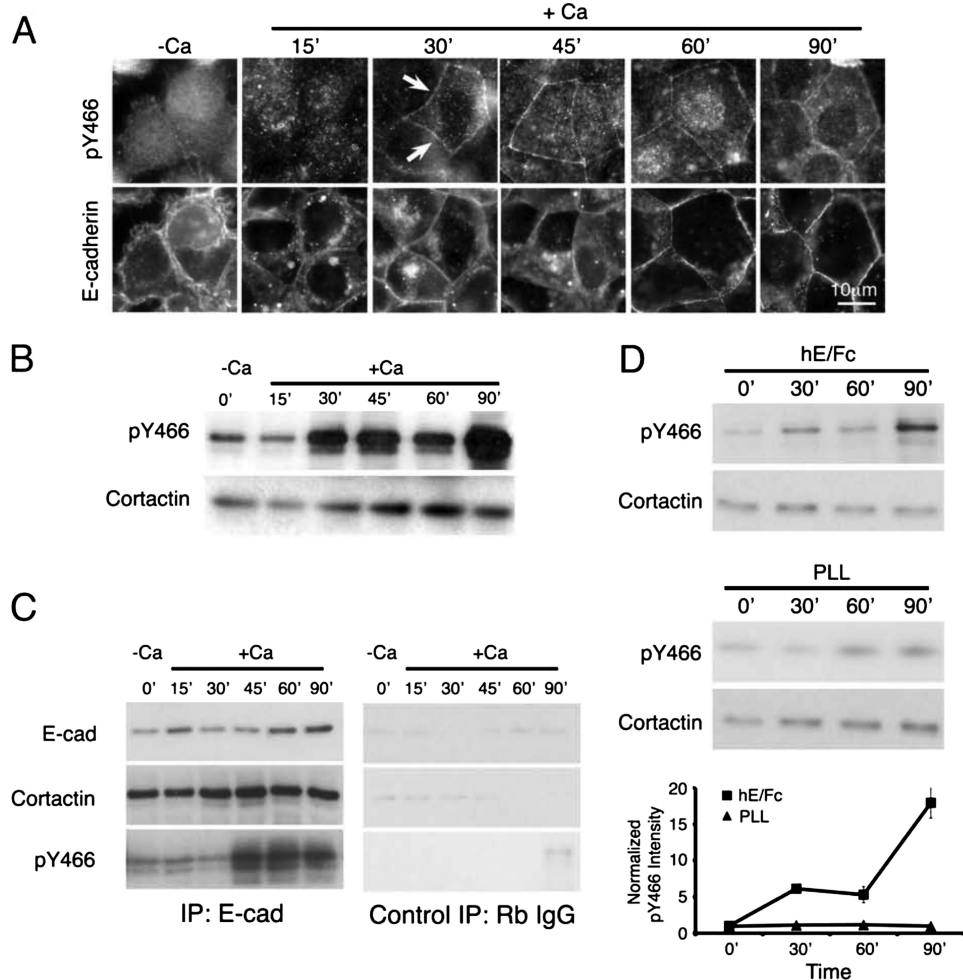 A
+ Ca
-Ca 15’ 30’ 45’ 60’ 90’
pY466
E-cadherin
10μm
B
-Ca +Ca
0’ 15’ 30’ 45’ 60’ 90’
pY466
Cortactin
C
-Ca +Ca -Ca +Ca
0’ 15’ 30’ 45’ 60’ 90’ 0’ 15’ 30’ 45’ 60’ 90’
E-cad
Cortactin
pY466
IP: E-cad Control IP: Rb IgG
D
hE/Fc
0’ 30’ 60’ 90’
pY466
Cortactin
PLL
0’ 30’ 60’ 90’
pY466
Cortactin
Normalized
pY466 Intensity
20
15
10
5
0
hE/Fc
PLL
0’ 30’ 60’ 90’
Time